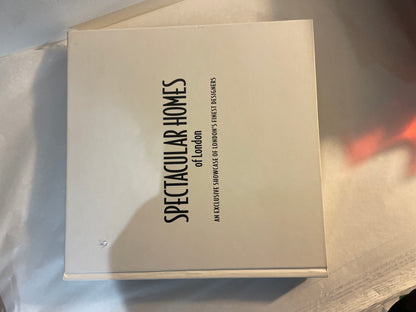 SPECTACULAR HOMES
of London
AN EXCLUSIVE SHOWCASE OF LONDON'S FINEST DESIGNERS